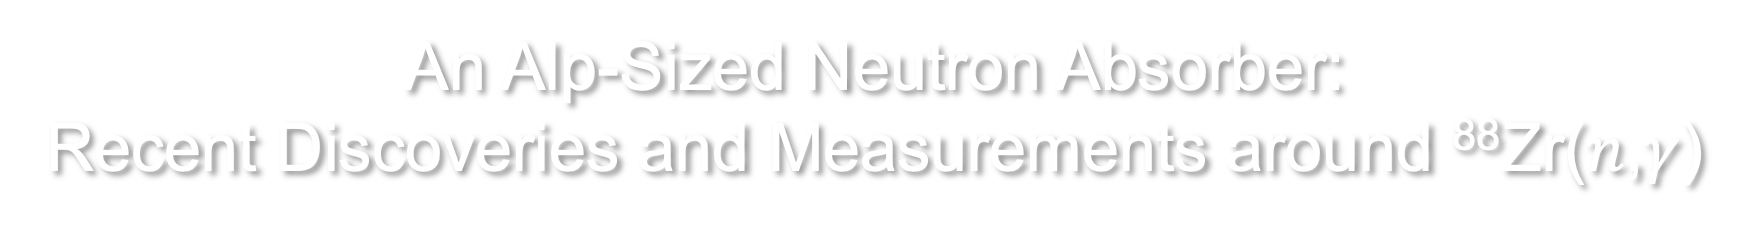 An Alp-Sized Neutron Absorber:
Recent Discoveries and Measurements around ⁸⁸Zr(n,γ)